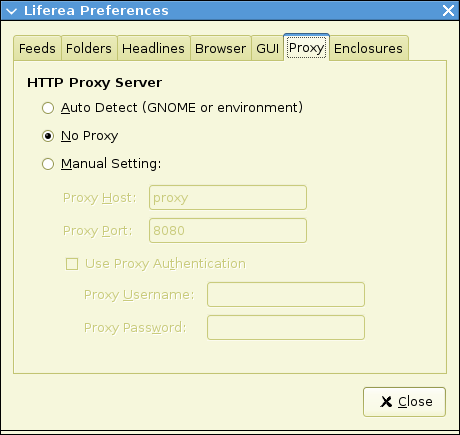 Liferea Preferences
Feeds Folders Headlines Browser GUI Proxy Enclosures
HTTP Proxy Server
Auto Detect (GNOME or environment)
No Proxy
Manual Setting:
Proxy Host: proxy
Proxy Port: 8080
Use Proxy Authentication
Proxy Username:
Proxy Password:
Close